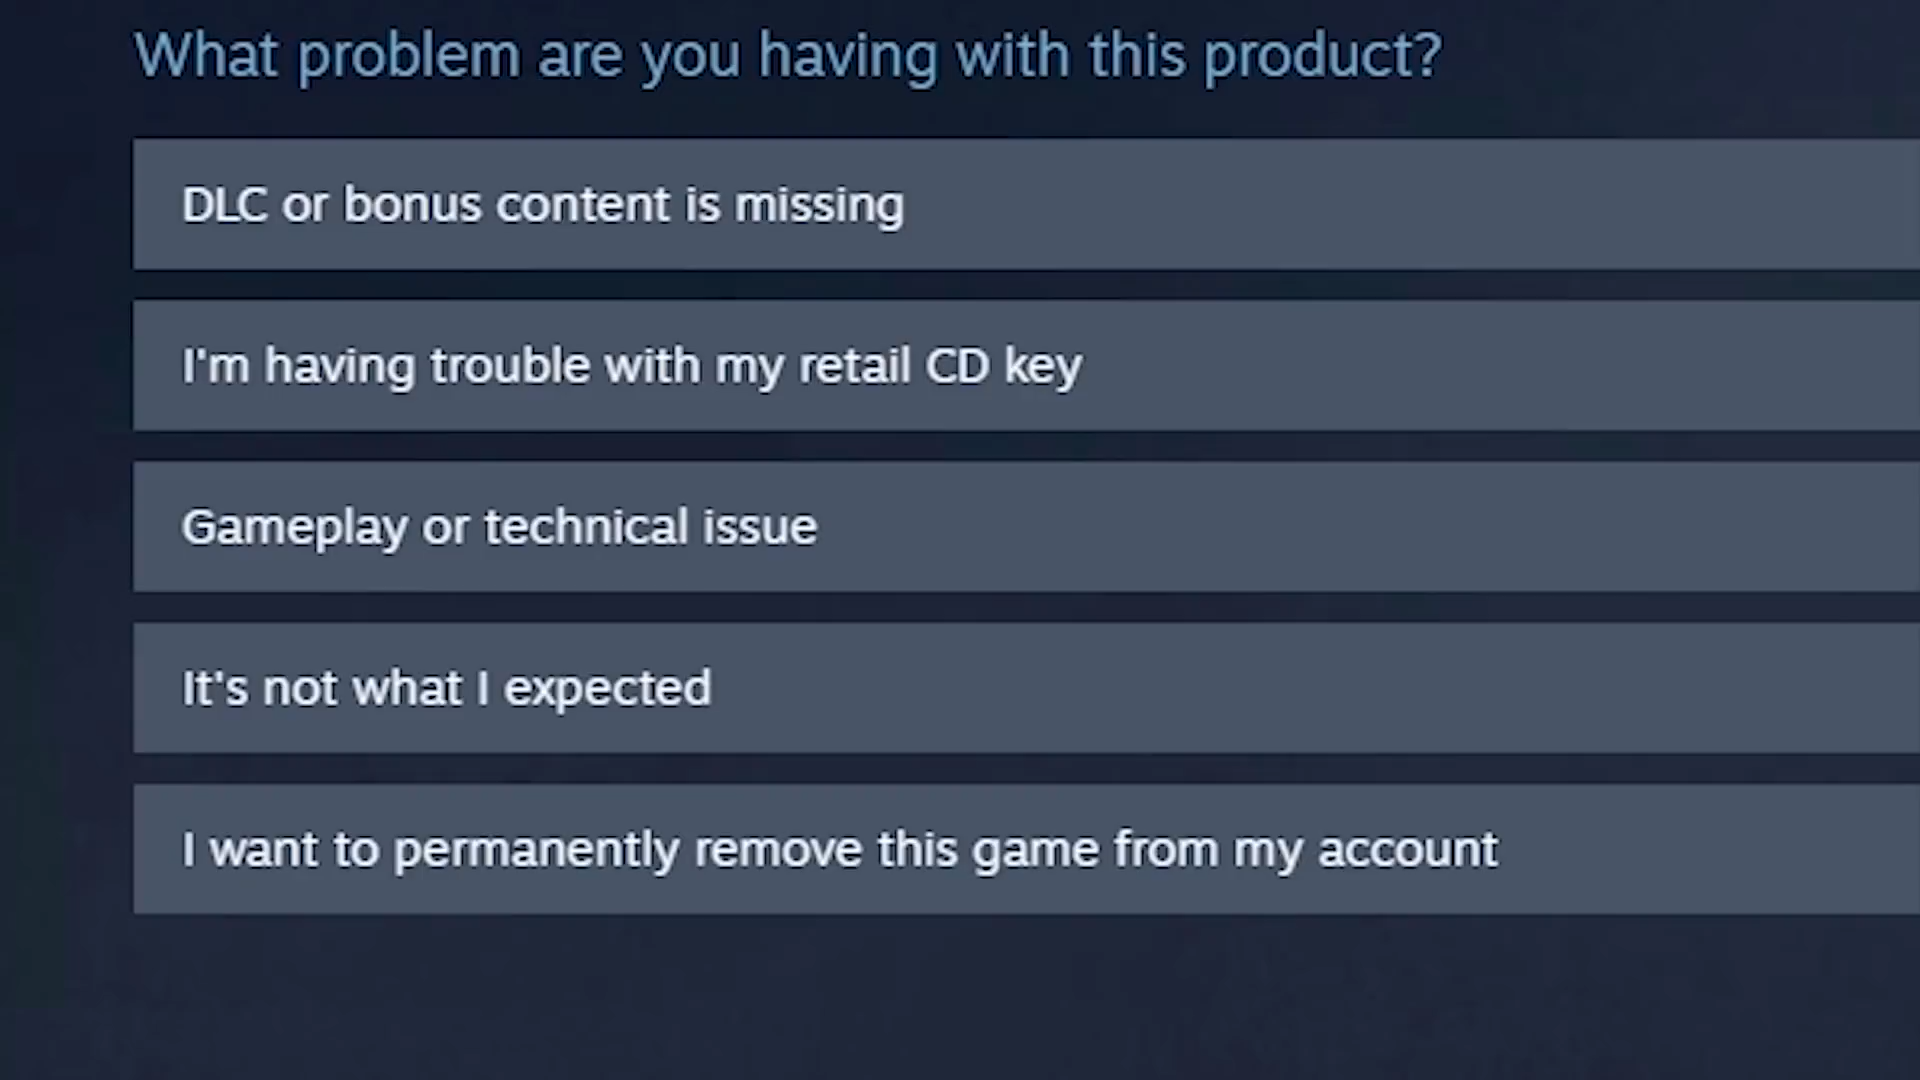 What problem are you having with this product?
DLC or bonus content is missing
I'm having trouble with my retail CD key
Gameplay or technical issue
It's not what I expected
I want to permanently remove this game from my account